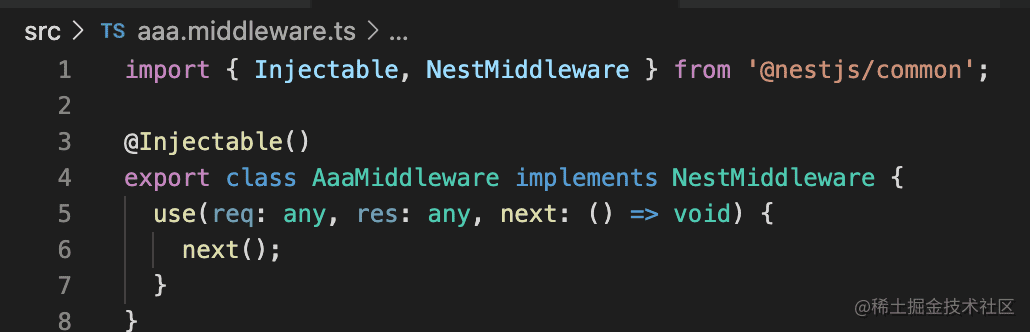 src > TS aaa.middleware.ts > ...
1 import { Injectable, NestMiddleware } from '@nestjs/common';
2
3 @Injectable()
4 export class AaaMiddleware implements NestMiddleware {
5   use(req: any, res: any, next: () => void) {
6     next();
7   }
8 }
@稀土掘金技术社区